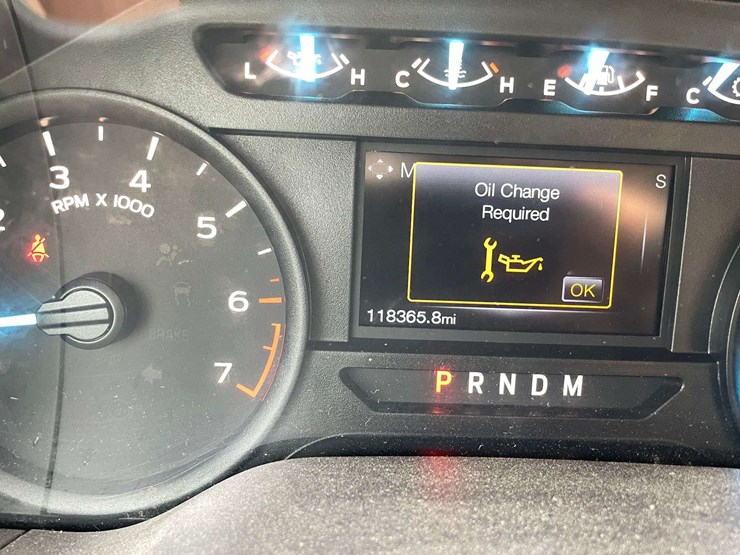 L H C H E F C
3 4
RPM X 1000
5
6
7
M
S
Oil Change
Required
OK
118365.8mi
P R N D M